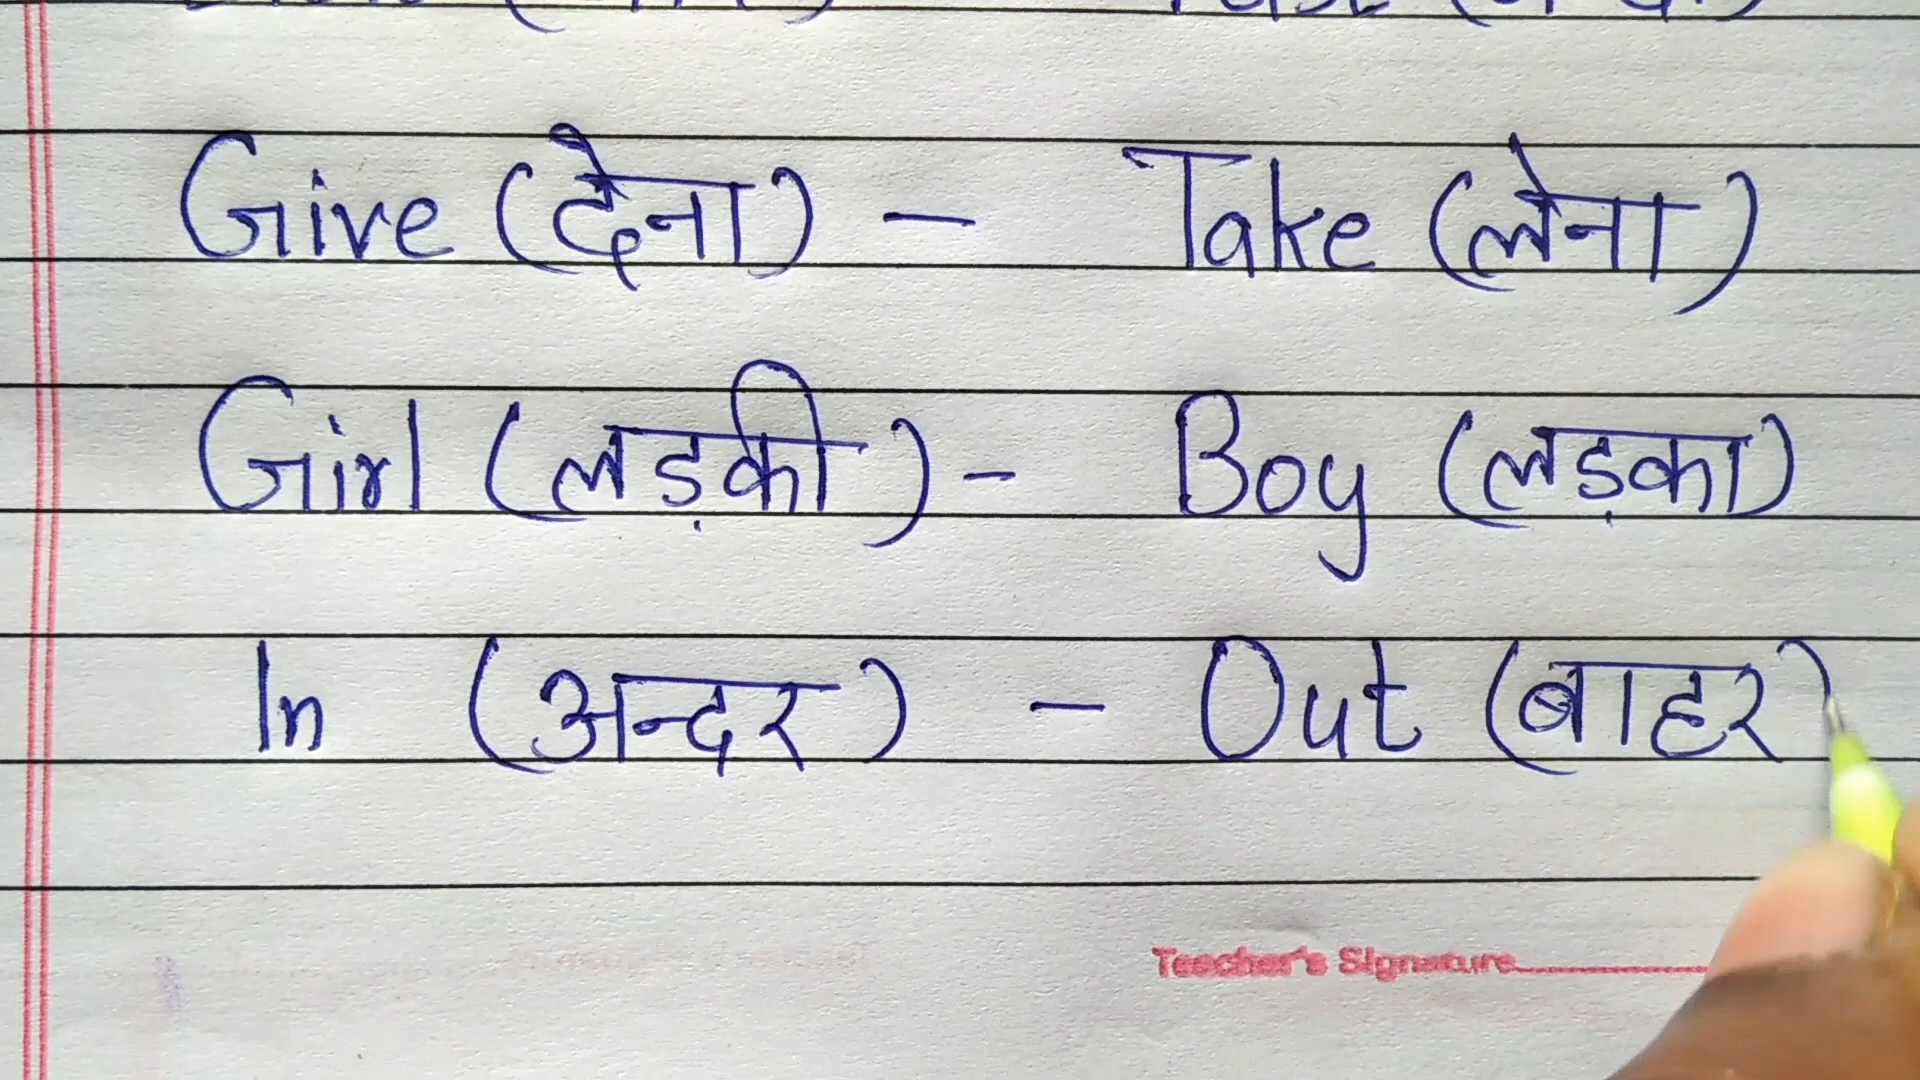 Give (देना) – Take (लेना)
Girl (लड़की) – Boy (लड़का)
In (अन्दर) – Out (बाहर)
Teacher's Signature